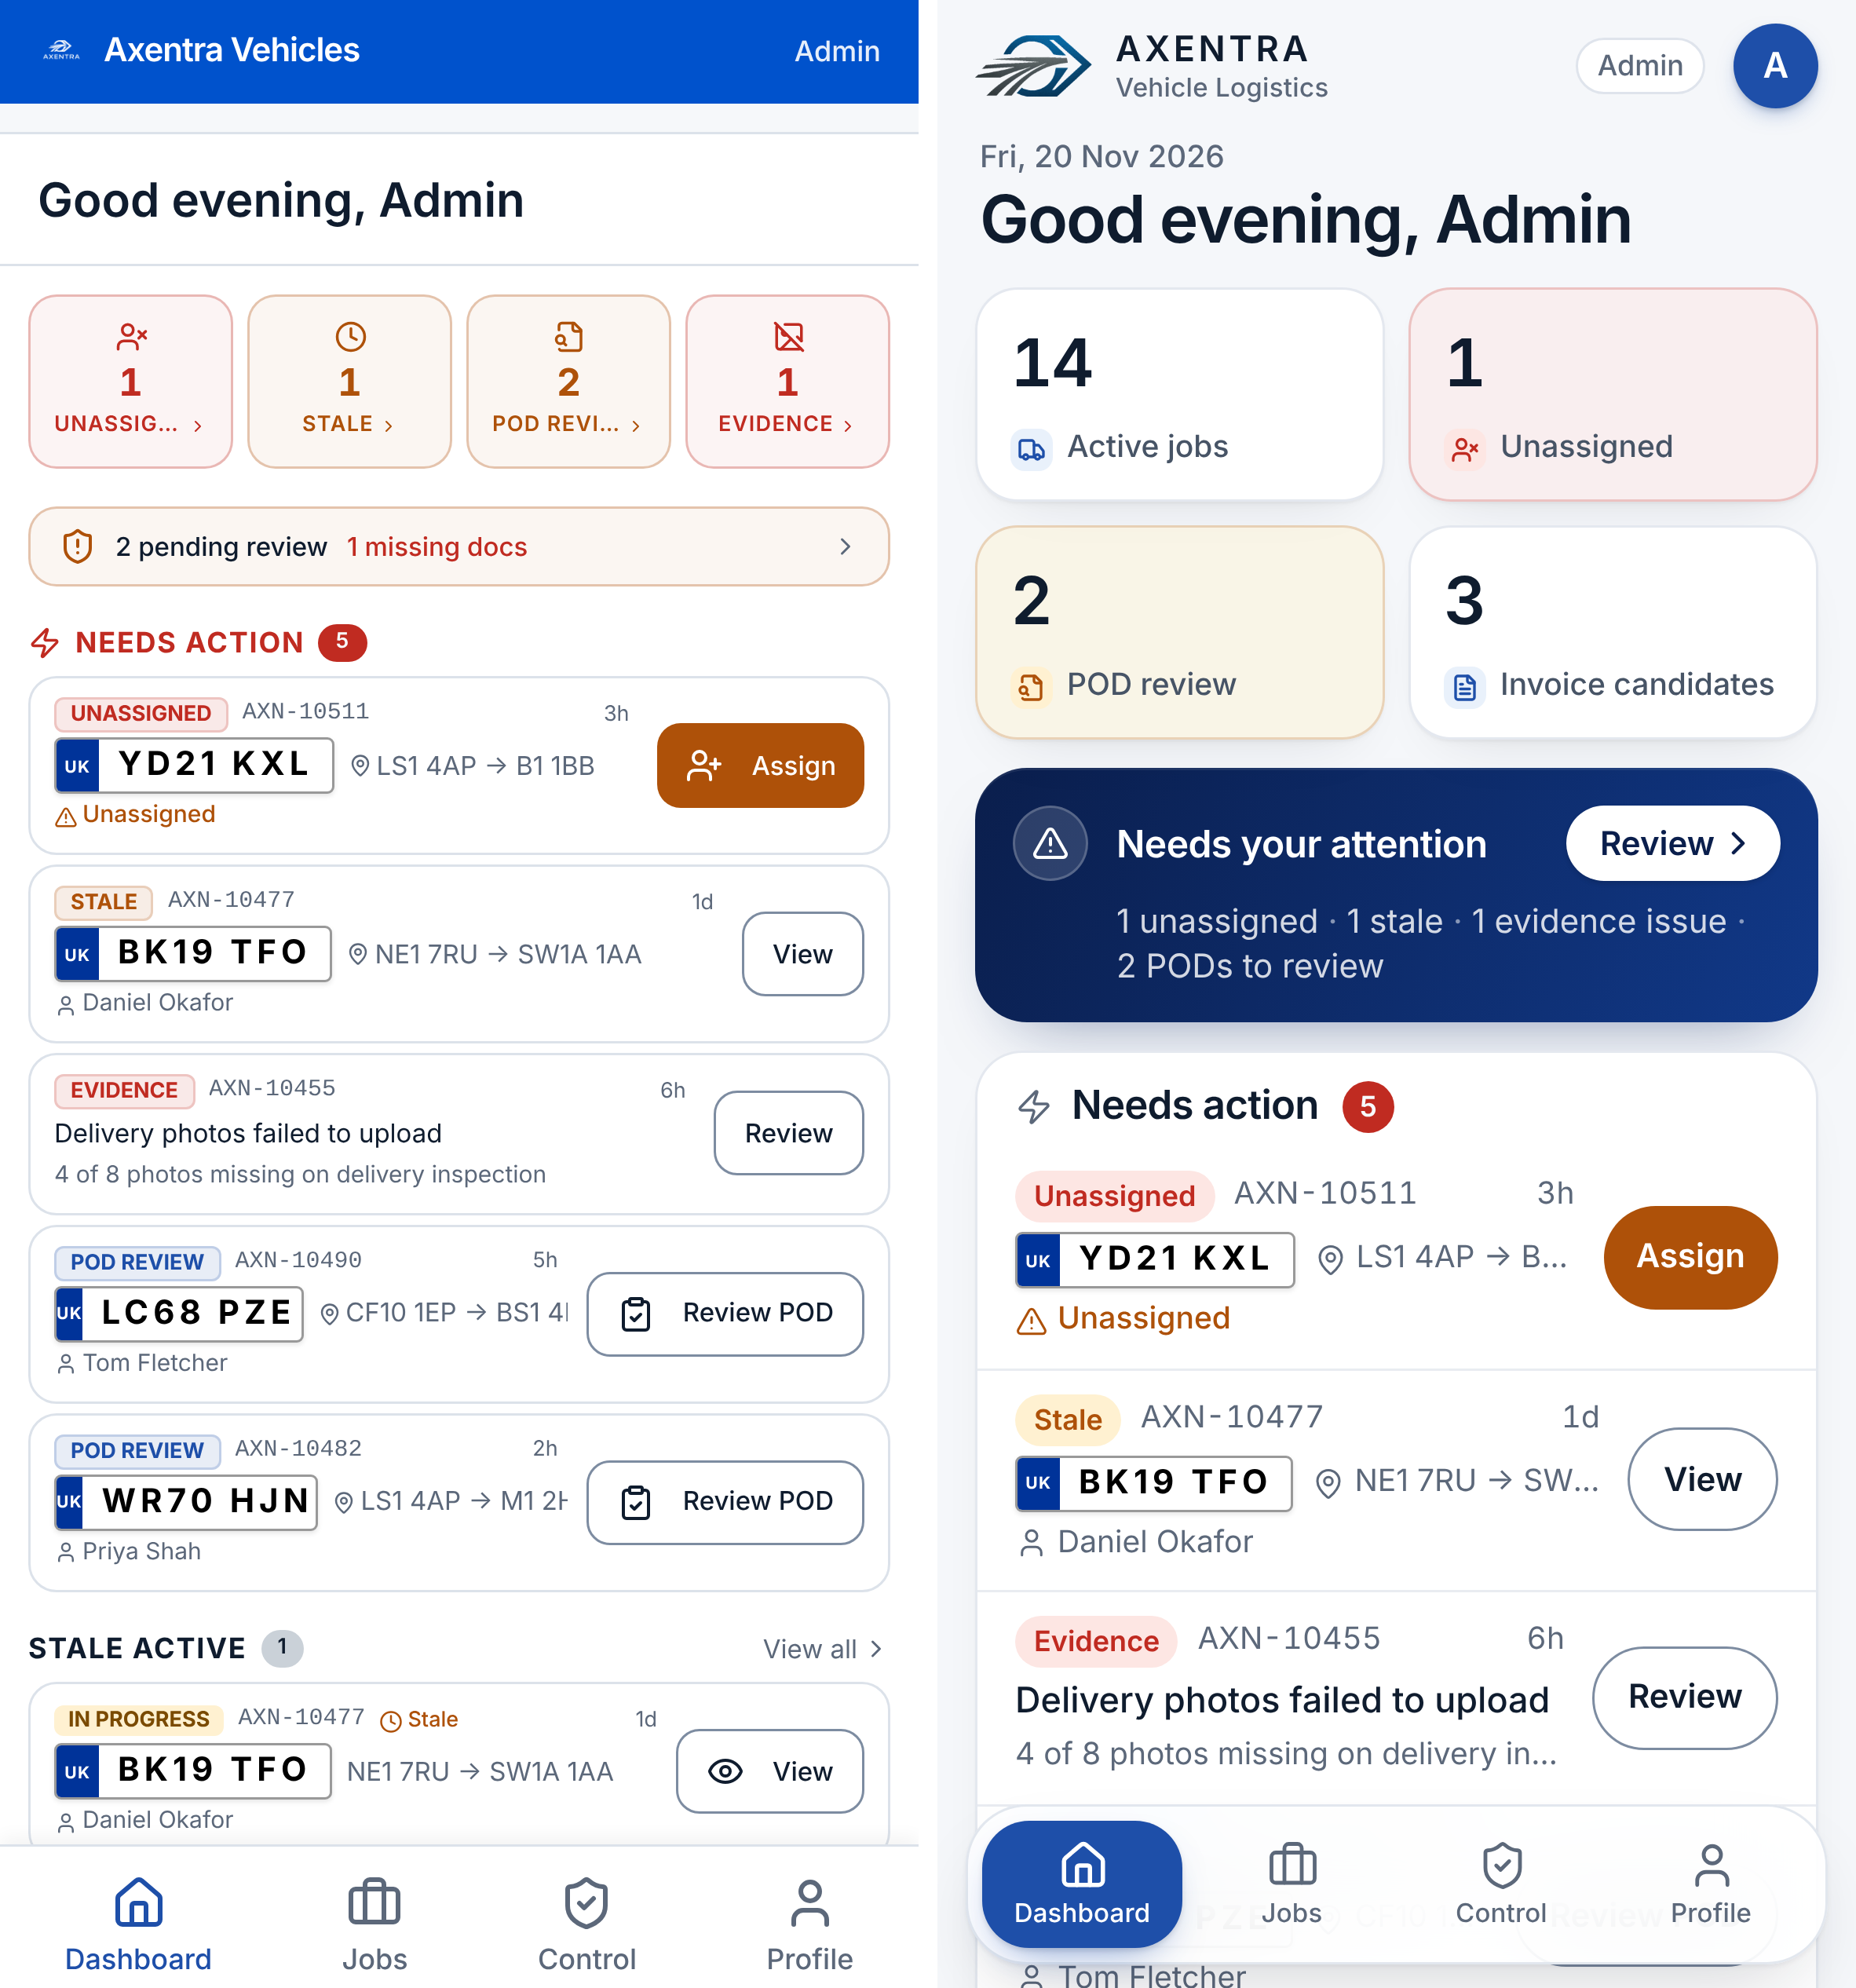 AXENTRA
Axentra Vehicles
Admin
Good evening, Admin
1
UNASSIG... >
1
STALE >
2
POD REVI... >
1
EVIDENCE >
2 pending review 1 missing docs
NEEDS ACTION 5
UNASSIGNED AXN-10511 3h
UK YD21 KXL LS1 4AP → B1 1BB
Assign
Unassigned
STALE AXN-10477 1d
UK BK19 TFO NE1 7RU → SW1A 1AA
View
Daniel Okafor
EVIDENCE AXN-10455 6h
Delivery photos failed to upload
Review
4 of 8 photos missing on delivery inspection
POD REVIEW AXN-10490 5h
UK LC68 PZE CF10 1EP → BS1 4
Review POD
Tom Fletcher
POD REVIEW AXN-10482 2h
UK WR70 HJN LS1 4AP → M1 2
Review POD
Priya Shah
STALE ACTIVE 1
View all >
IN PROGRESS AXN-10477 Stale 1d
UK BK19 TFO NE1 7RU → SW1A 1AA
View
Daniel Okafor
Dashboard
Jobs
Control
Profile
AXENTRA
Vehicle Logistics
Admin
A
Fri, 20 Nov 2026
Good evening, Admin
14
Active jobs
1
Unassigned
2
POD review
3
Invoice candidates
Needs your attention
Review >
1 unassigned · 1 stale · 1 evidence issue ·
2 PODs to review
Needs action 5
Unassigned AXN-10511 3h
UK YD21 KXL LS1 4AP → B...
Assign
Unassigned
Stale AXN-10477 1d
UK BK19 TFO NE1 7RU → SW...
View
Daniel Okafor
Evidence AXN-10455 6h
Delivery photos failed to upload
Review
4 of 8 photos missing on delivery in...
PZE CF10 Review
Dashboard
Jobs
Control
Profile
Tom Fletcher